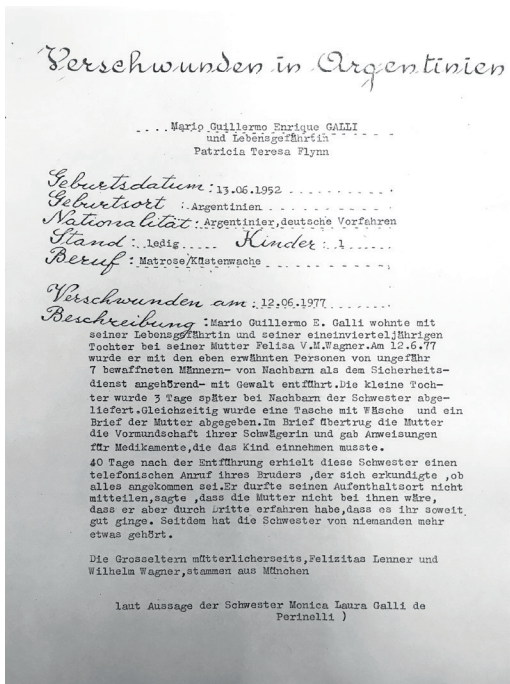 Verschwunden in Argentinien
....Mario Guillermo Enrique GALLI
und Lebensgefährtin
Patricia Teresa Flynn
Geburtsdatum: 13.06.1952
Geburtsort : Argentinien
Nationalität: Argentinier,deutsche Vorfahren
Stand : ledig..... Kinder : 1.....
Beruf : Matrose/Küstenwache
Verschwunden am: 12.06.1977
Beschreibung :Mario Guillermo E. Galli wohnte mit
seiner Lebensgefährtin und seiner eineinvierteljährigen
Tochter bei seiner Mutter Felisa V.M.Wagner.Am 12.6.77
wurde er mit den eben erwähnten Personen von ungefähr
7 bewaffneten Männern- von Nachbarn als dem Sicherheits-
dienst angehörend- mit Gewalt entführt.Die kleine Toch-
ter wurde 3 Tage später bei Nachbarn der Schwester abge-
liefert.Gleichzeitig wurde eine Tasche mit Wäsche und ein
Brief der Mutter abgegeben.Im Brief übertrug die Mutter
die Vormundschaft ihrer Schwägerin und gab Anweisungen
für Medikamente,die das Kind einnehmen musste.
40 Tage nach der Entführung erhielt diese Schwester einen
telefonischen Anruf ihres Bruders ,der sich erkundigte ,ob
alles angekommen sei.Er durfte seinen Aufenthaltsort nicht
mitteilen,sagte ,dass die Mutter nicht bei ihnen wäre,
dass er aber durch Dritte erfahren habe,dass es ihr soweit
gut ginge. Seitdem hat die Schwester von niemanden mehr
etwas gehört.
Die Grosseltern mütterlicherseits,Felizitas Lenner und
Wilhelm Wagner,stammen aus München
laut Aussage der Schwester Monica Laura Galli de
Perinelli )